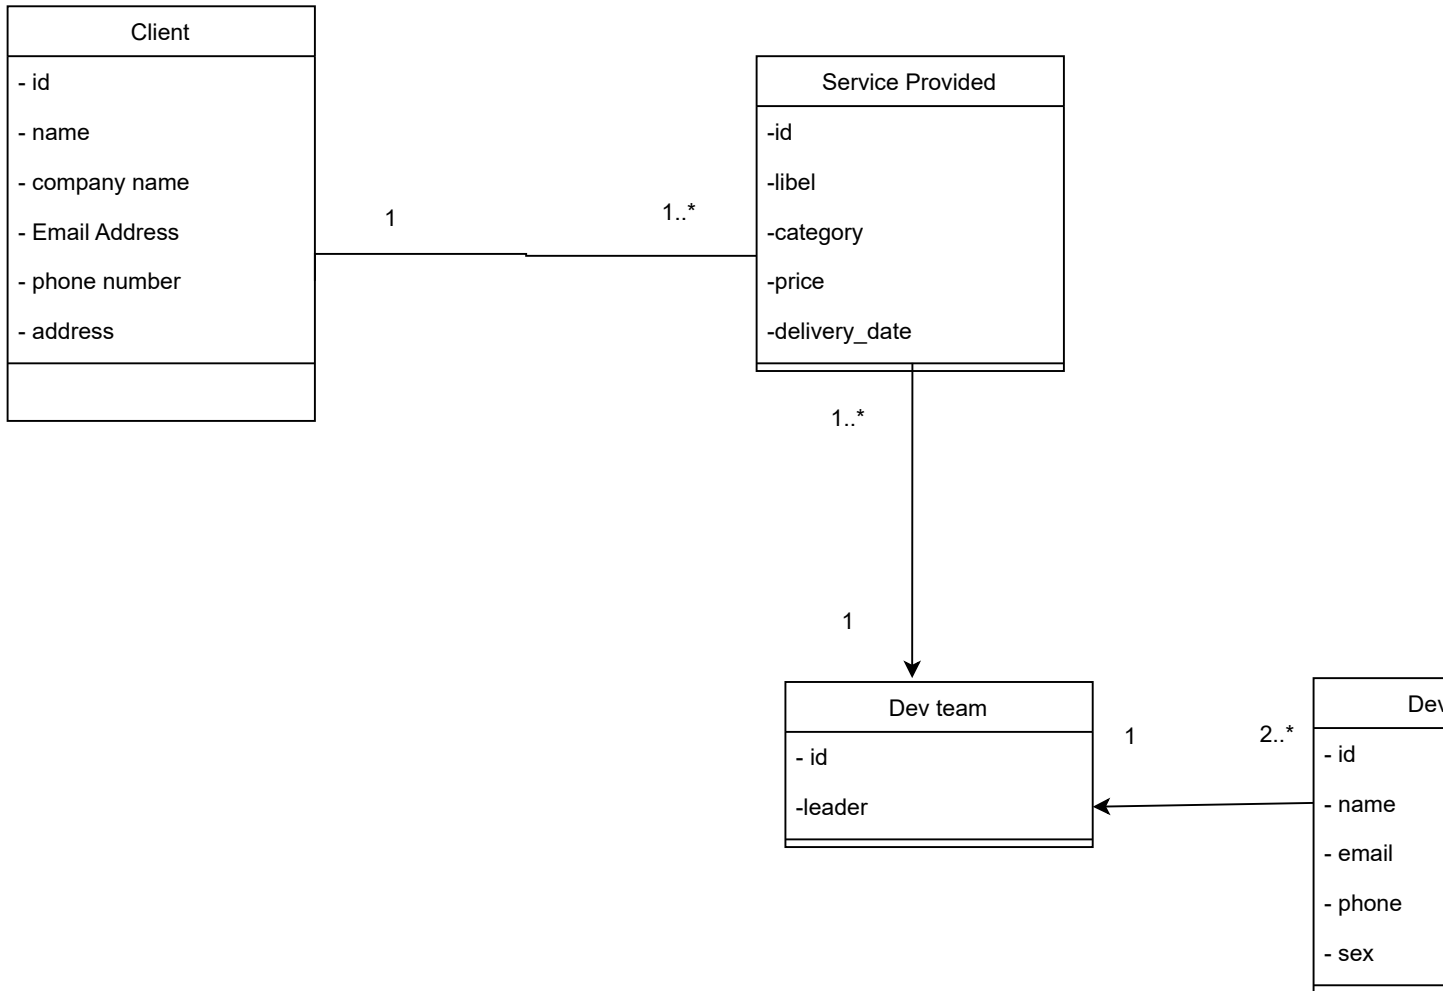 Client
- id
- name
- company name
- Email Address
- phone number
- address
1
1..*
Service Provided
-id
-libel
-category
-price
-delivery_date
1..*
1
Dev team
- id
-leader
1
2..*
Dev
- id
- name
- email
- phone
- sex